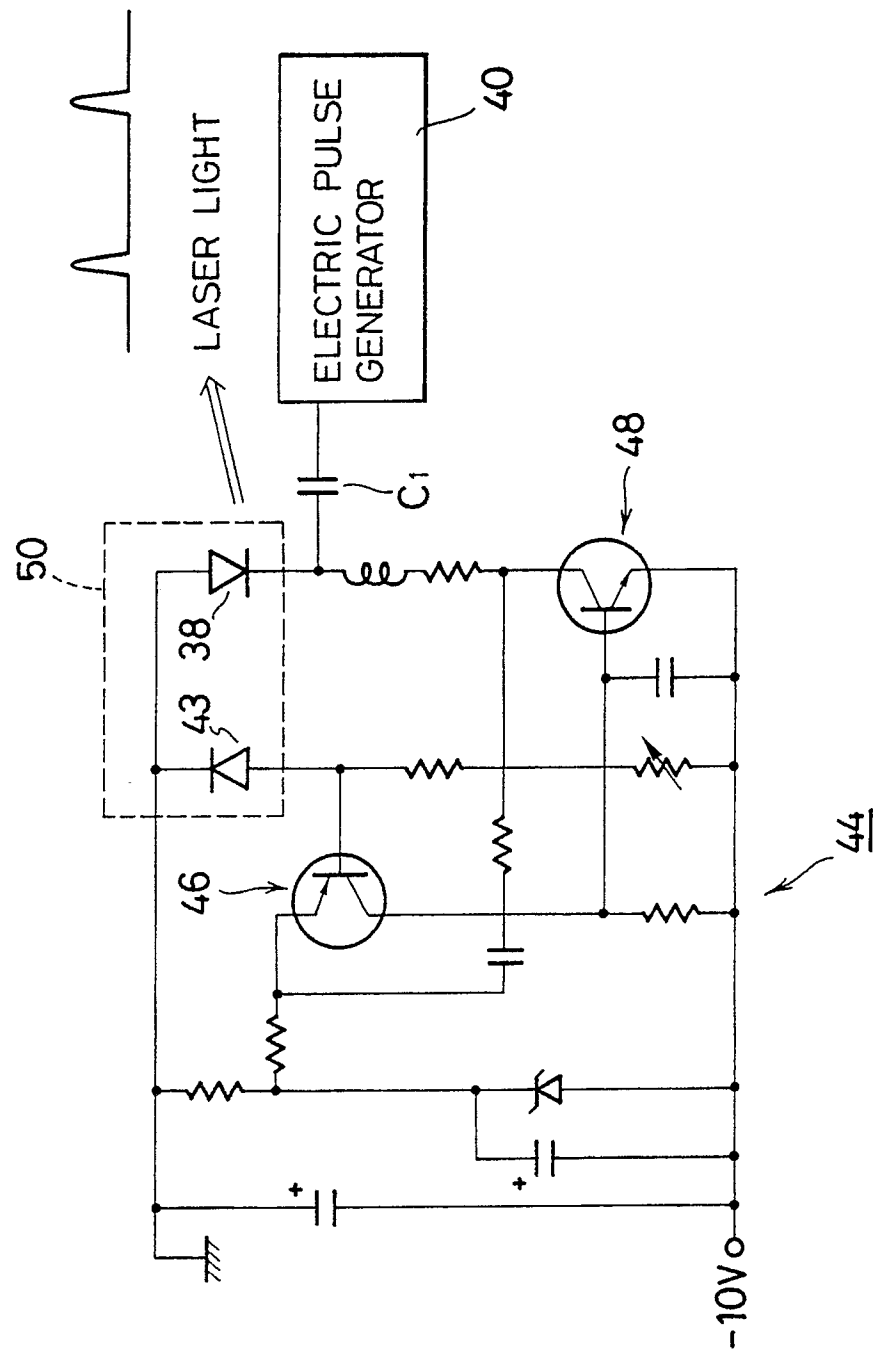 50
LASER LIGHT
43
38
ELECTRIC PULSE
GENERATOR
40
C1
46
48
+
+
-10V
44